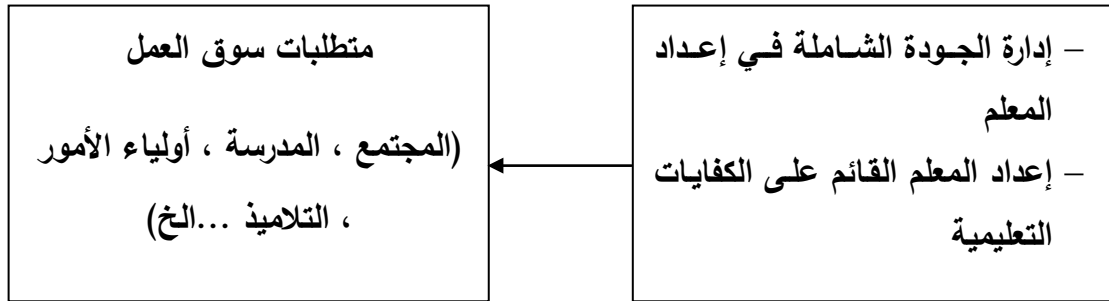 – إدارة الجودة الشاملة في إعداد
المعلم
– إعداد المعلم القائم على الكفايات
التعليمية
متطلبات سوق العمل
(المجتمع ، المدرسة ، أولياء الأمور
، التلاميذ ...الخ)